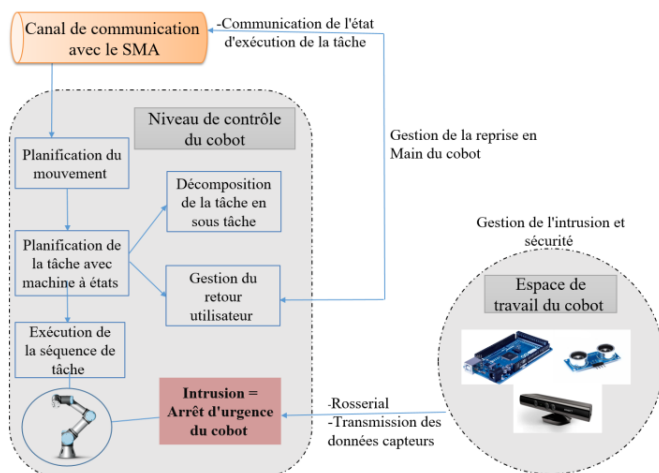 Canal de communication
avec le SMA
-Communication de l'état
d'exécution de la tâche
Niveau de contrôle
du cobot
Planification du
mouvement
Décomposition
de la tâche en
sous tâche
Gestion de la reprise en
Main du cobot
Planification de
la tâche avec
machine à états
Gestion du
retour
utilisateur
Gestion de l'intrusion et
sécurité
Espace de
travail du cobot
Exécution de
la séquence de
tâche
Intrusion =
Arrêt d'urgence
du cobot
-Rosserial
-Transmission des
données capteurs